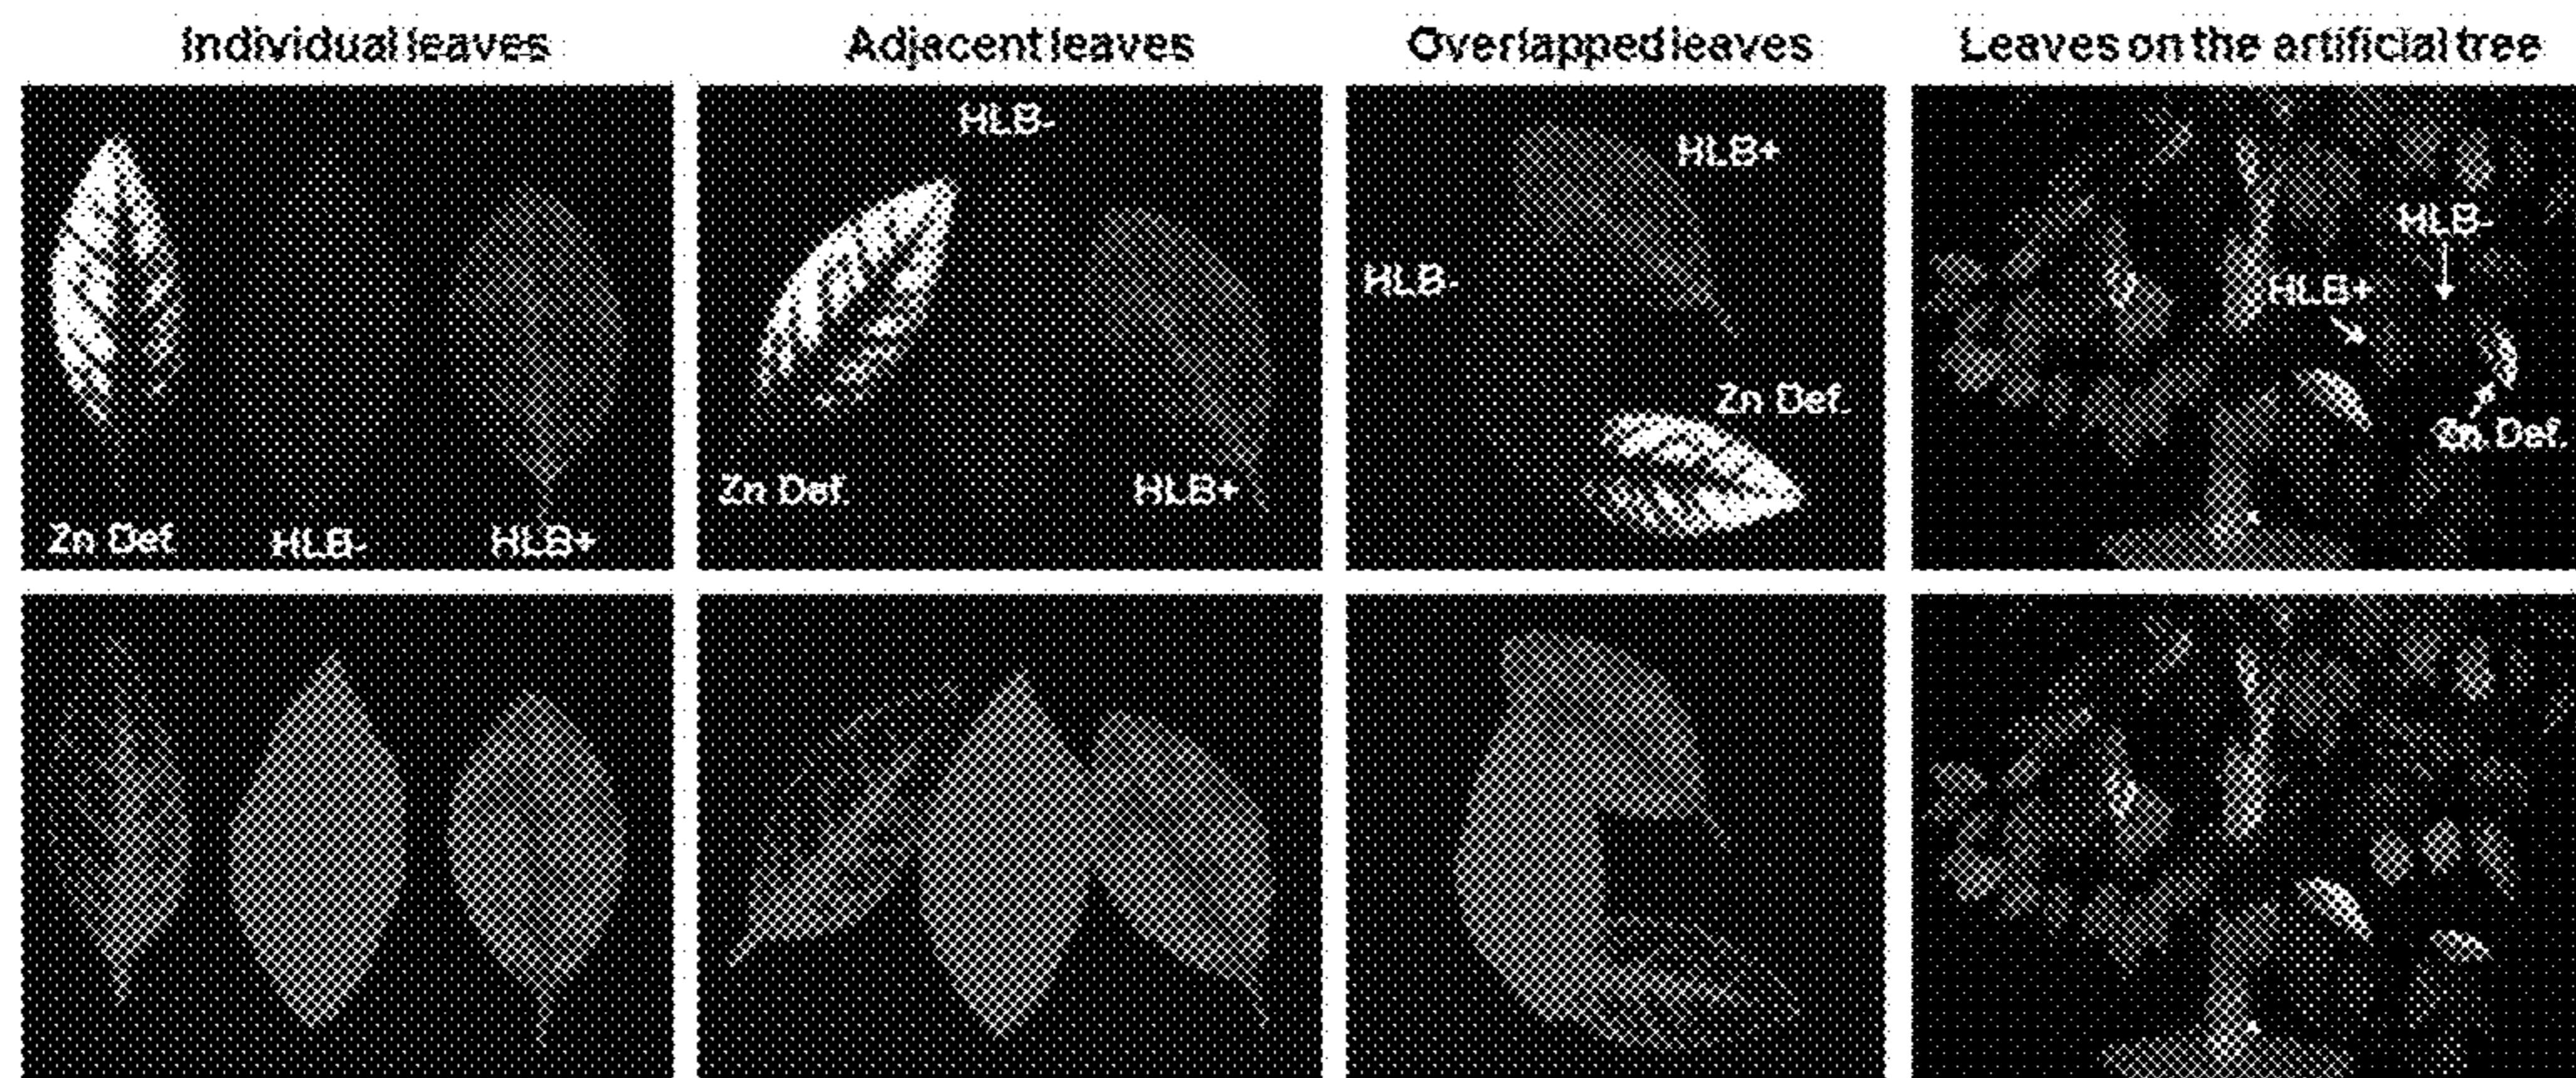 Individual leaves
Adjacent leaves
Overlapped leaves
Leaves on the artificial tree
Zn Def.
HLB-
HLB+
HLB-
Zn Def.
HLB+
HLB+
HLB-
Zn Def.
HLB-
HLB+
Zn Def.